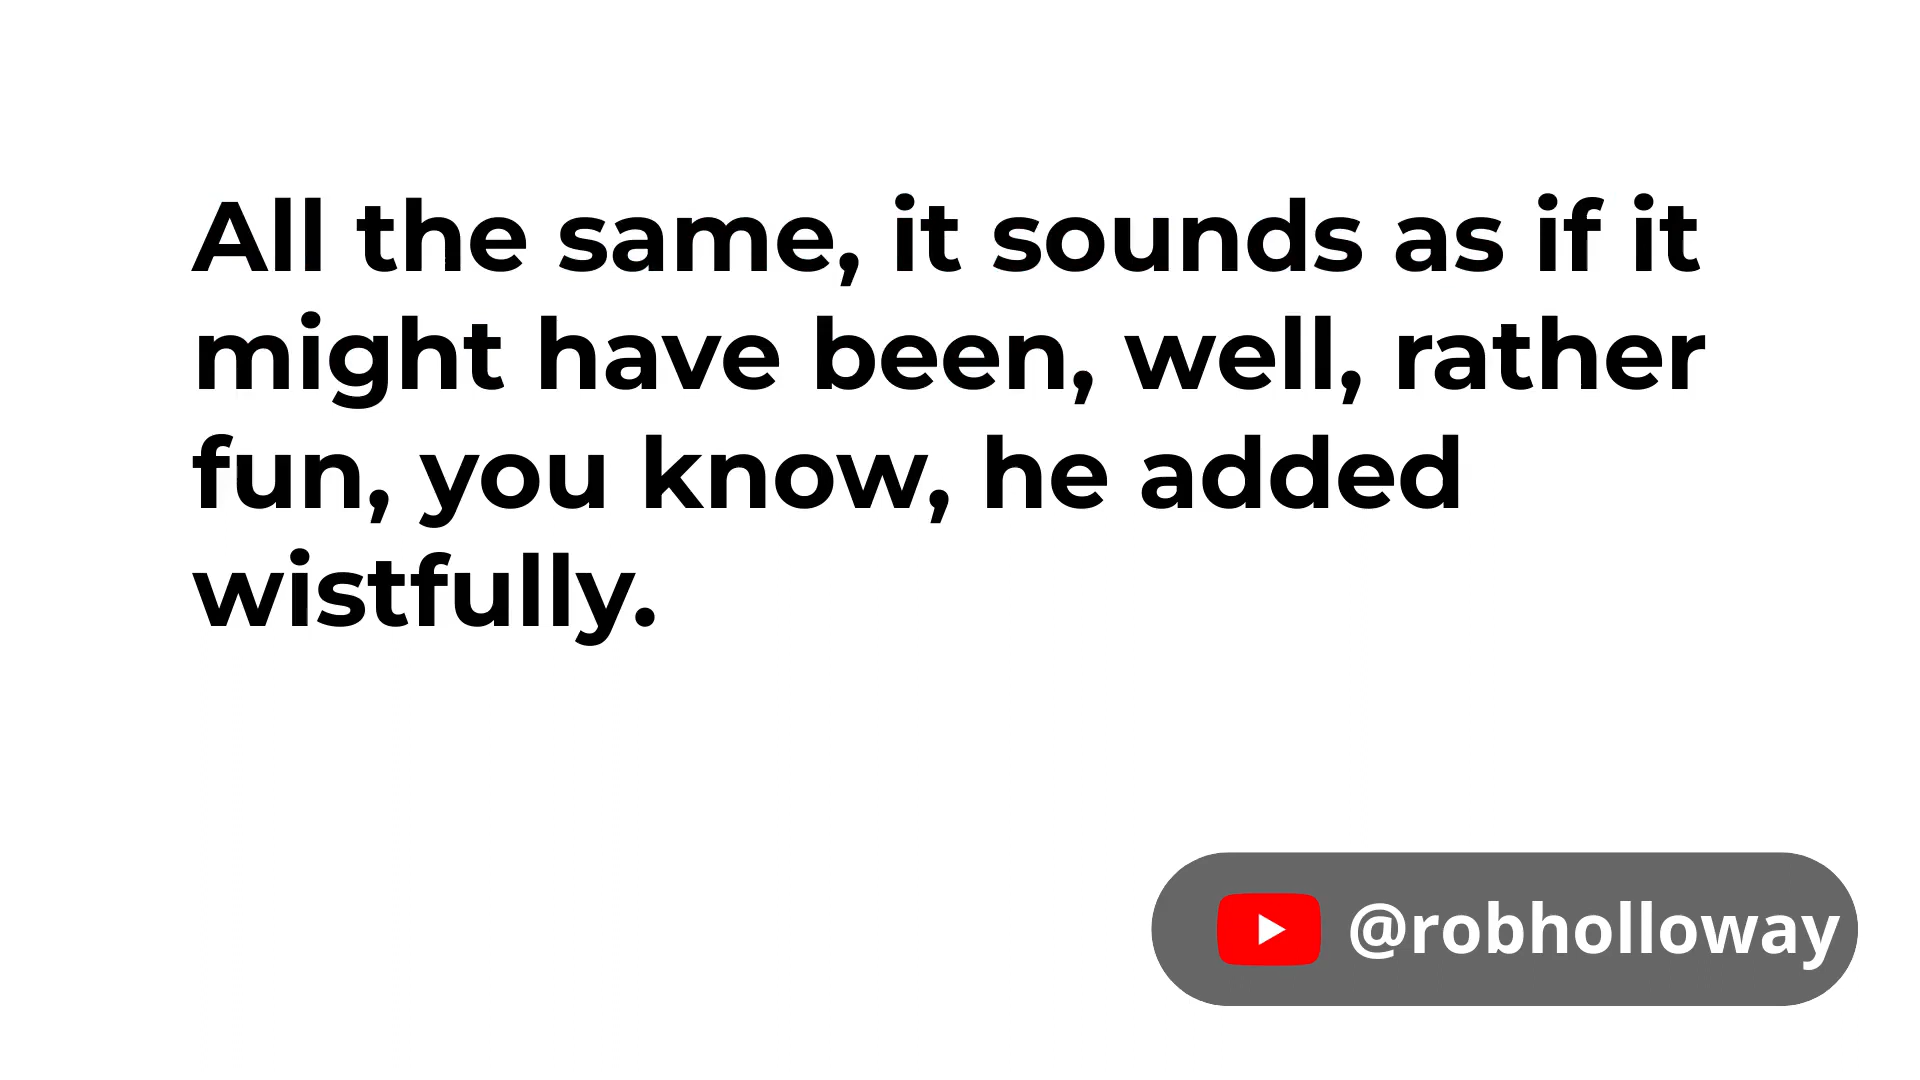 All the same, it sounds as if it
might have been, well, rather
fun, you know, he added
wistfully.
@robholloway